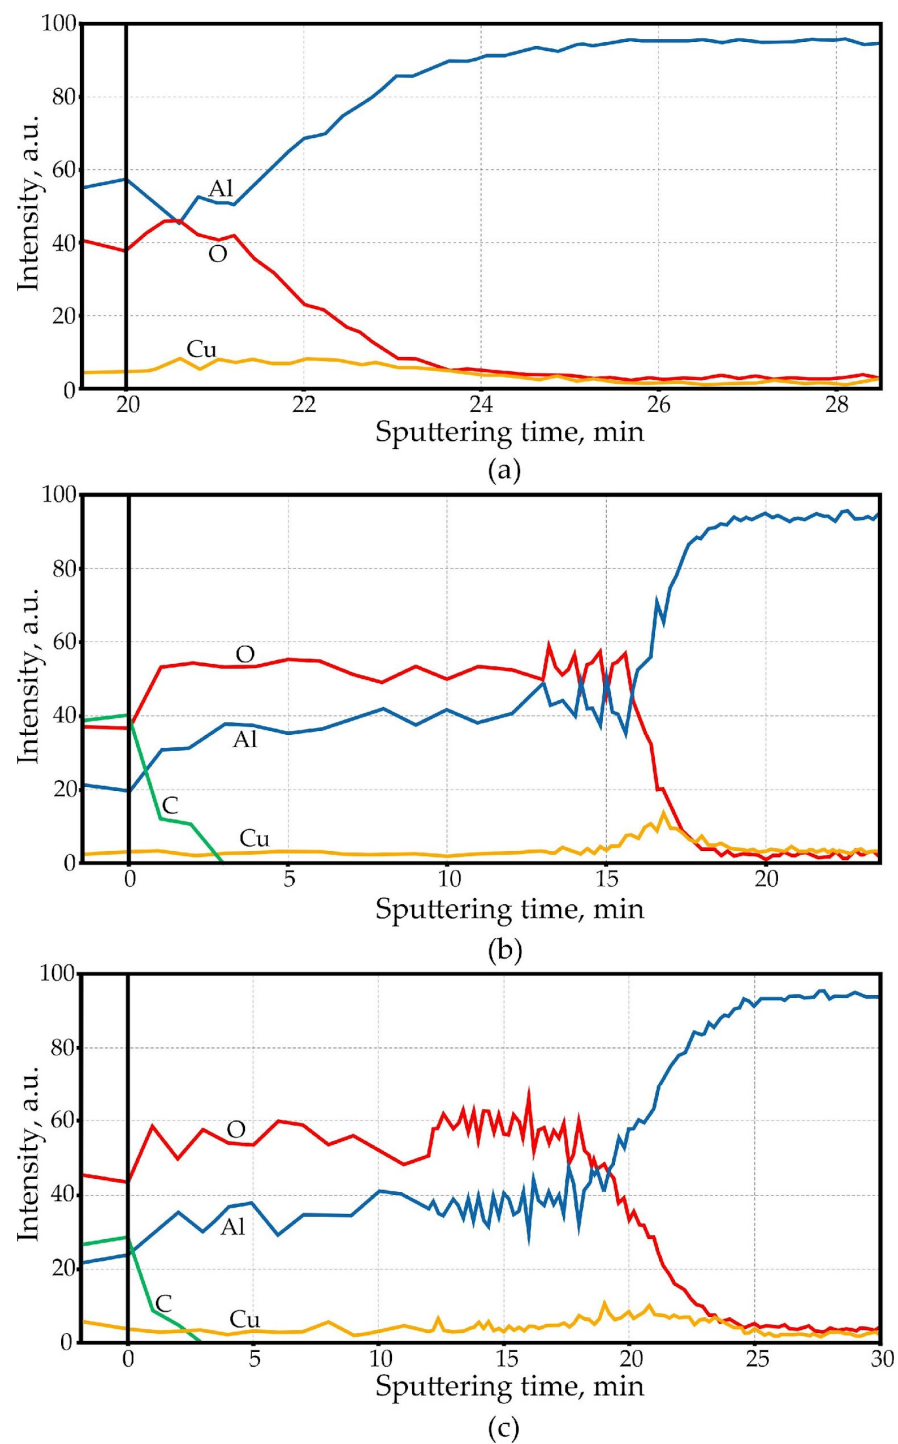 100
80
60
40
20
0
Intensity, a.u.
Al
O
Cu
20 22 24 26 28
Sputtering time, min
(a)
100
80
60
40
20
0
Intensity, a.u.
O
Al
C
Cu
0 5 10 15 20
Sputtering time, min
(b)
100
80
60
40
20
0
Intensity, a.u.
O
Al
C
Cu
0 5 10 15 20 25 30
Sputtering time, min
(c)